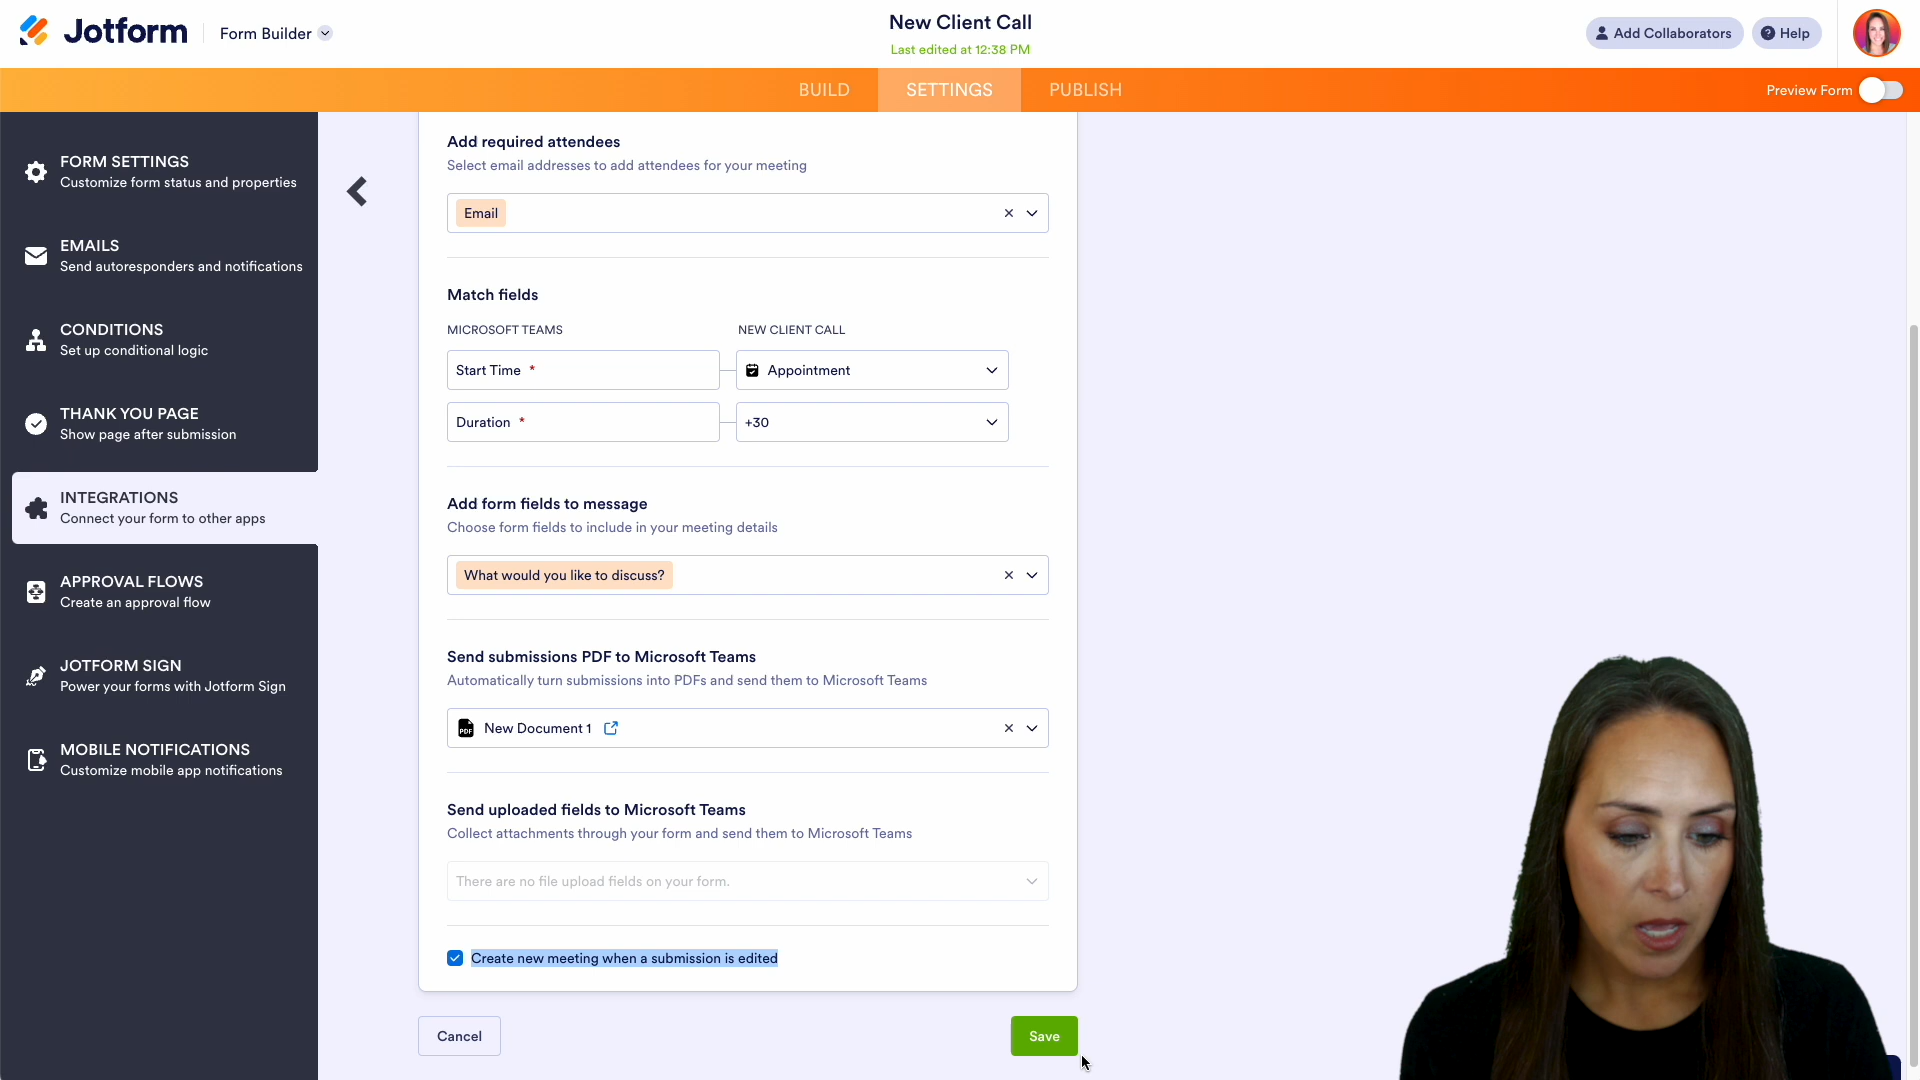 Jotform
Form Builder
New Client Call
Last edited at 12:38 PM
Add Collaborators
Help
BUILD
SETTINGS
PUBLISH
Preview Form
FORM SETTINGS
Customize form status and properties
EMAILS
Send autoresponders and notifications
CONDITIONS
Set up conditional logic
THANK YOU PAGE
Show page after submission
INTEGRATIONS
Connect your form to other apps
APPROVAL FLOWS
Create an approval flow
JOTFORM SIGN
Power your forms with Jotform Sign
MOBILE NOTIFICATIONS
Customize mobile app notifications
Add required attendees
Select email addresses to add attendees for your meeting
Email
Match fields
MICROSOFT TEAMS
NEW CLIENT CALL
Start Time *
Appointment
Duration *
+30
Add form fields to message
Choose form fields to include in your meeting details
What would you like to discuss?
Send submissions PDF to Microsoft Teams
Automatically turn submissions into PDFs and send them to Microsoft Teams
PDF
New Document 1
Send uploaded fields to Microsoft Teams
Collect attachments through your form and send them to Microsoft Teams
There are no file upload fields on your form.
Create new meeting when a submission is edited
Cancel
Save